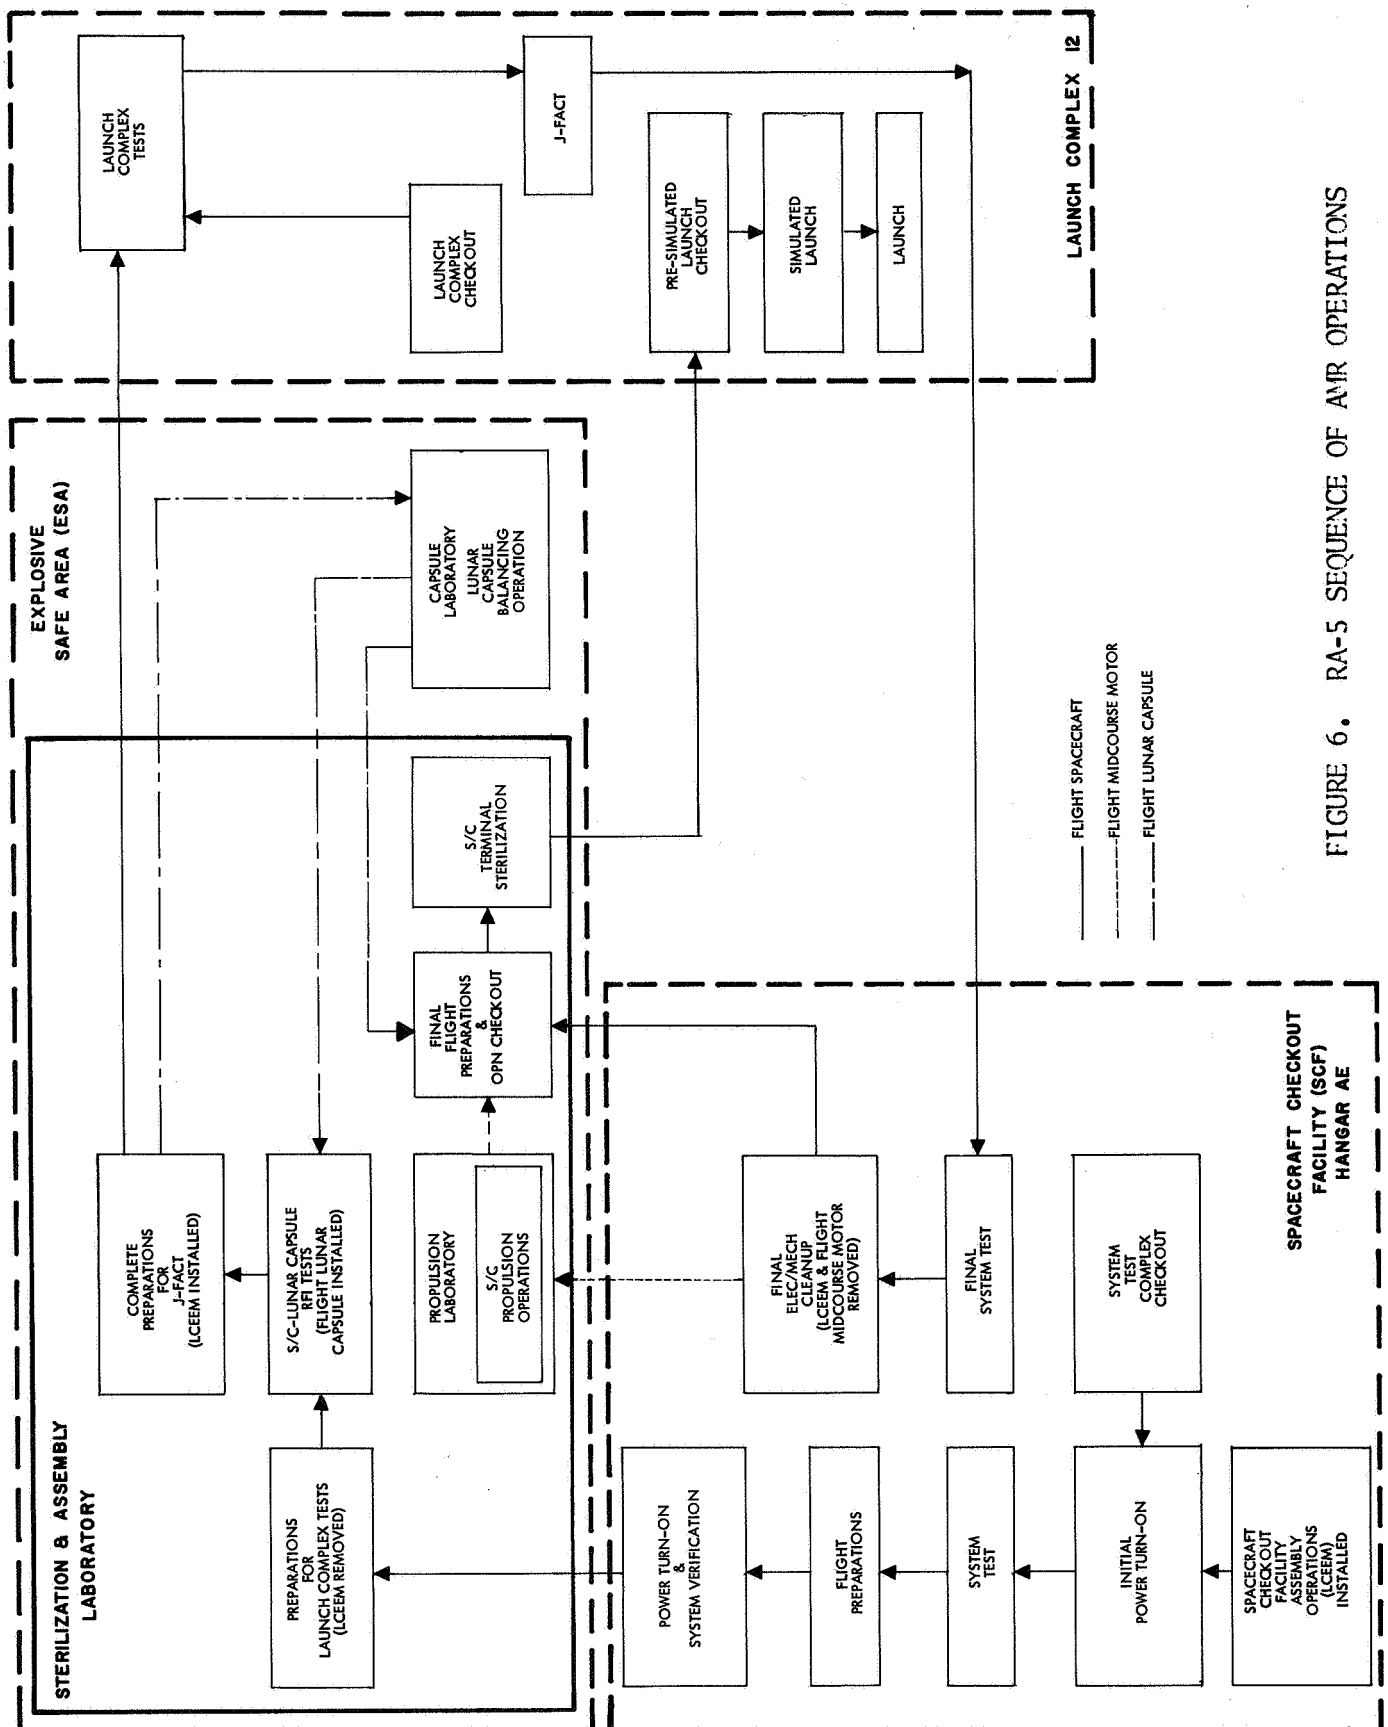 STERILIZATION & ASSEMBLY
LABORATORY
EXPLOSIVE
SAFE AREA (ESA)
PREPARATIONS
FOR
LAUNCH COMPLEX TESTS
(LCEEM REMOVED)
COMPLETE
PREPARATIONS
FOR
J-FACT
(LCEEM INSTALLED)
S/C-LUNAR CAPSULE
RFI TESTS
(FLIGHT LUNAR
CAPSULE INSTALLED)
PROPULSION
LABORATORY
S/C
PROPULSION
OPERATIONS
FINAL
FLIGHT
PREPARATIONS
&
OPN CHECKOUT
S/C
TERMINAL
STERILIZATION
CAPSULE
LABORATORY
LUNAR
CAPSULE
BALANCING
OPERATION
LAUNCH
COMPLEX
TESTS
LAUNCH
COMPLEX
CHECKOUT
J-FACT
PRE-SIMULATED
LAUNCH
CHECKOUT
SIMULATED
LAUNCH
LAUNCH
LAUNCH COMPLEX 12
POWER TURN-ON
&
SYSTEM VERIFICATION
FLIGHT
PREPARATIONS
SYSTEM
TEST
INITIAL
POWER TURN-ON
SPACECRAFT
CHECKOUT
FACILITY
ASSEMBLY
OPERATIONS
(LCEEM)
INSTALLED
FINAL
ELEC/MECH
CLEANUP
(LCEEM & FLIGHT
MIDCOURSE MOTOR
REMOVED)
FINAL
SYSTEM TEST
SYSTEM
TEST
COMPLEX
CHECKOUT
SPACECRAFT CHECKOUT
FACILITY (SCF)
HANGAR AE
FLIGHT SPACECRAFT
FLIGHT MIDCOURSE MOTOR
FLIGHT LUNAR CAPSULE
FIGURE 6. RA-5 SEQUENCE OF AMR OPERATIONS